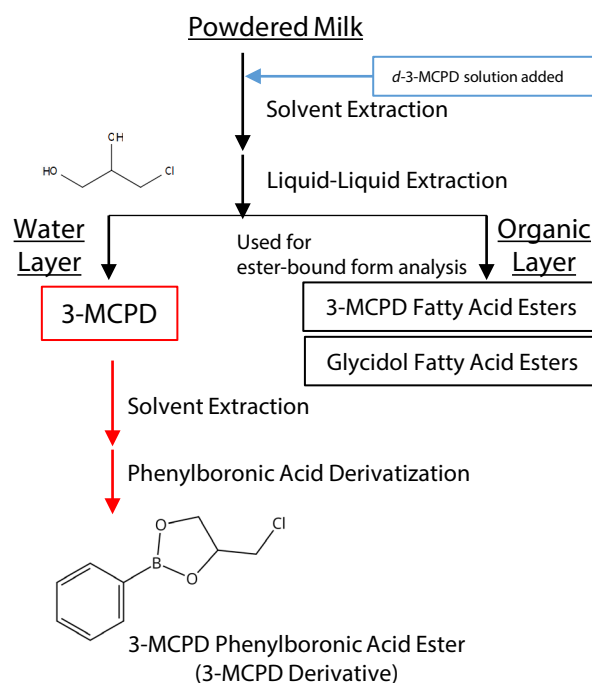 Powdered Milk
d-3-MCPD solution added
Solvent Extraction
CH
HO
Cl
Liquid-Liquid Extraction
Water
Layer
Used for
ester-bound form analysis
Organic
Layer
3-MCPD
3-MCPD Fatty Acid Esters
Glycidol Fatty Acid Esters
Solvent Extraction
Phenylboronic Acid Derivatization
Cl
O
B
O
3-MCPD Phenylboronic Acid Ester
(3-MCPD Derivative)